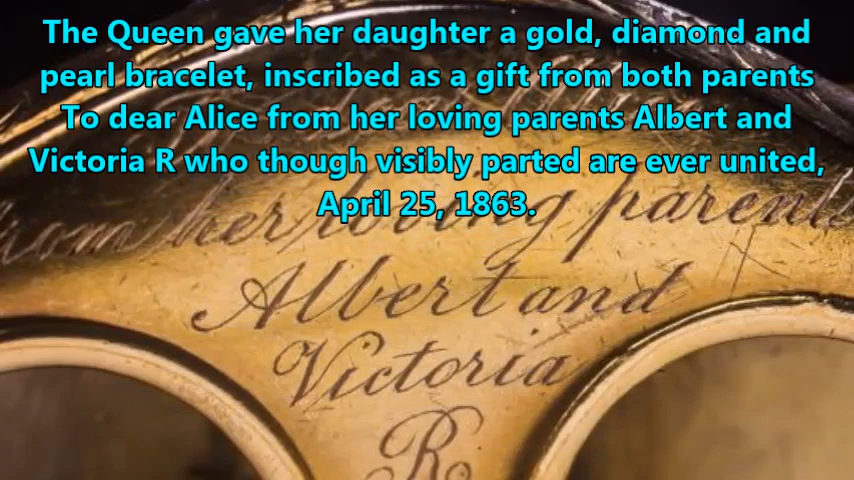 The Queen gave her daughter a gold, diamond and
pearl bracelet, inscribed as a gift from both parents
To dear Alice from her loving parents Albert and
Victoria R who though visibly parted are ever united,
April 25, 1863.
from her loving parents
Albert and
Victoria
R